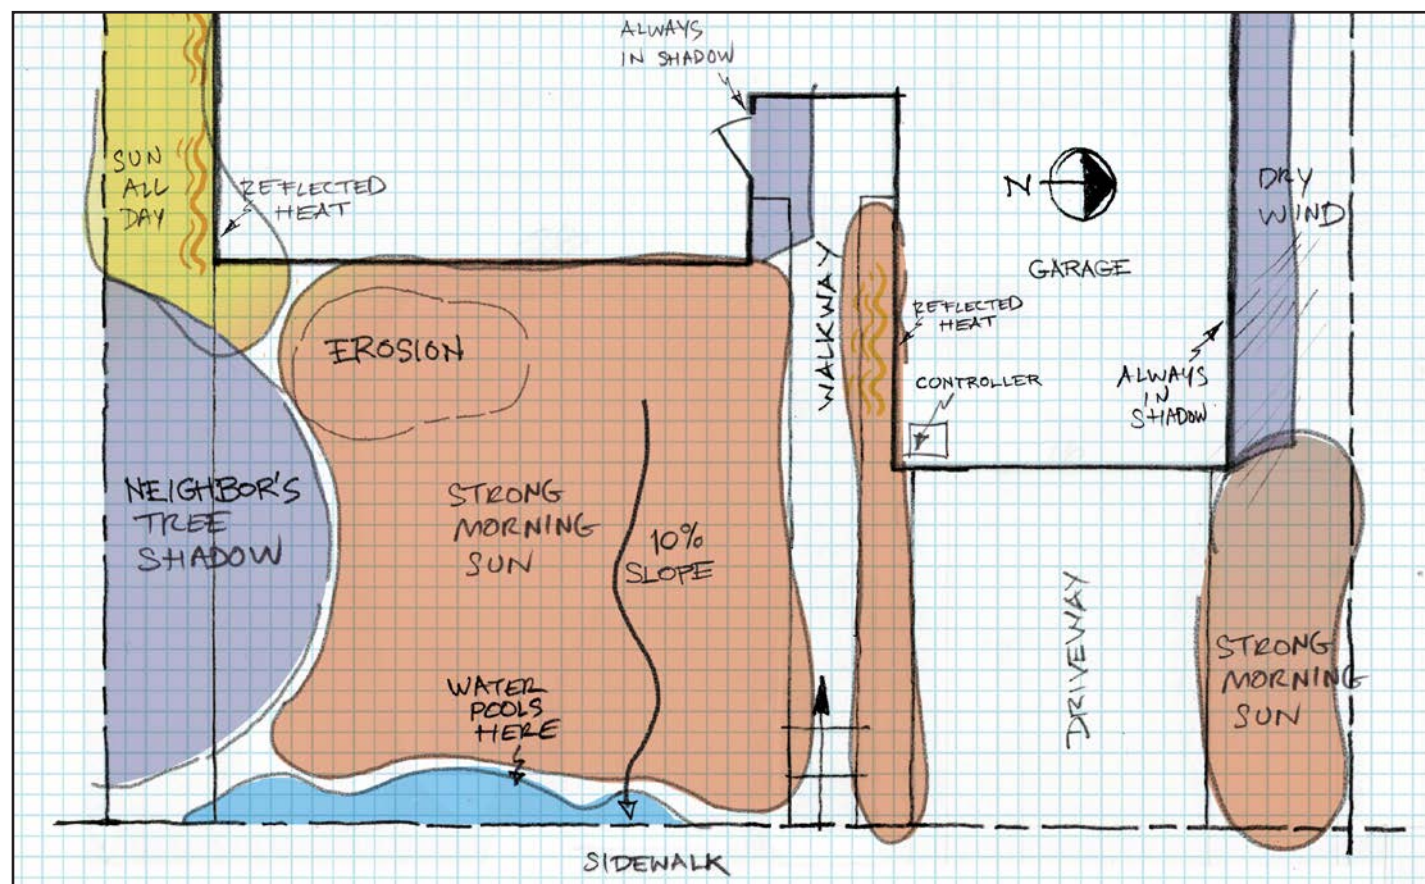 ALWAYS
IN SHADOW
SUN
ALL
DAY
REFLECTED
HEAT
N
DRY
WIND
GARAGE
WALKWAY
REFLECTED
HEAT
EROSION
CONTROLLER
ALWAYS
IN
SHADOW
NEIGHBOR'S
TREE
SHADOW
STRONG
MORNING
SUN
10%
SLOPE
DRIVEWAY
STRONG
MORNING
SUN
WATER
POOLS
HERE
SIDEWALK